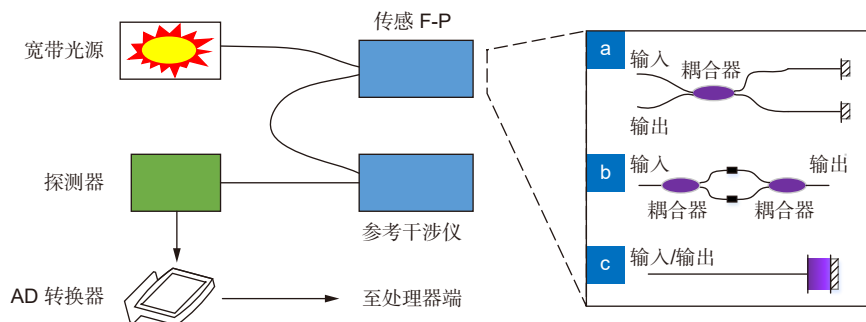 宽带光源
传感 F-P
探测器
参考干涉仪
AD 转换器
至处理器端
a
输入
耦合器
输出
b
输入
输出
耦合器
耦合器
c
输入/输出